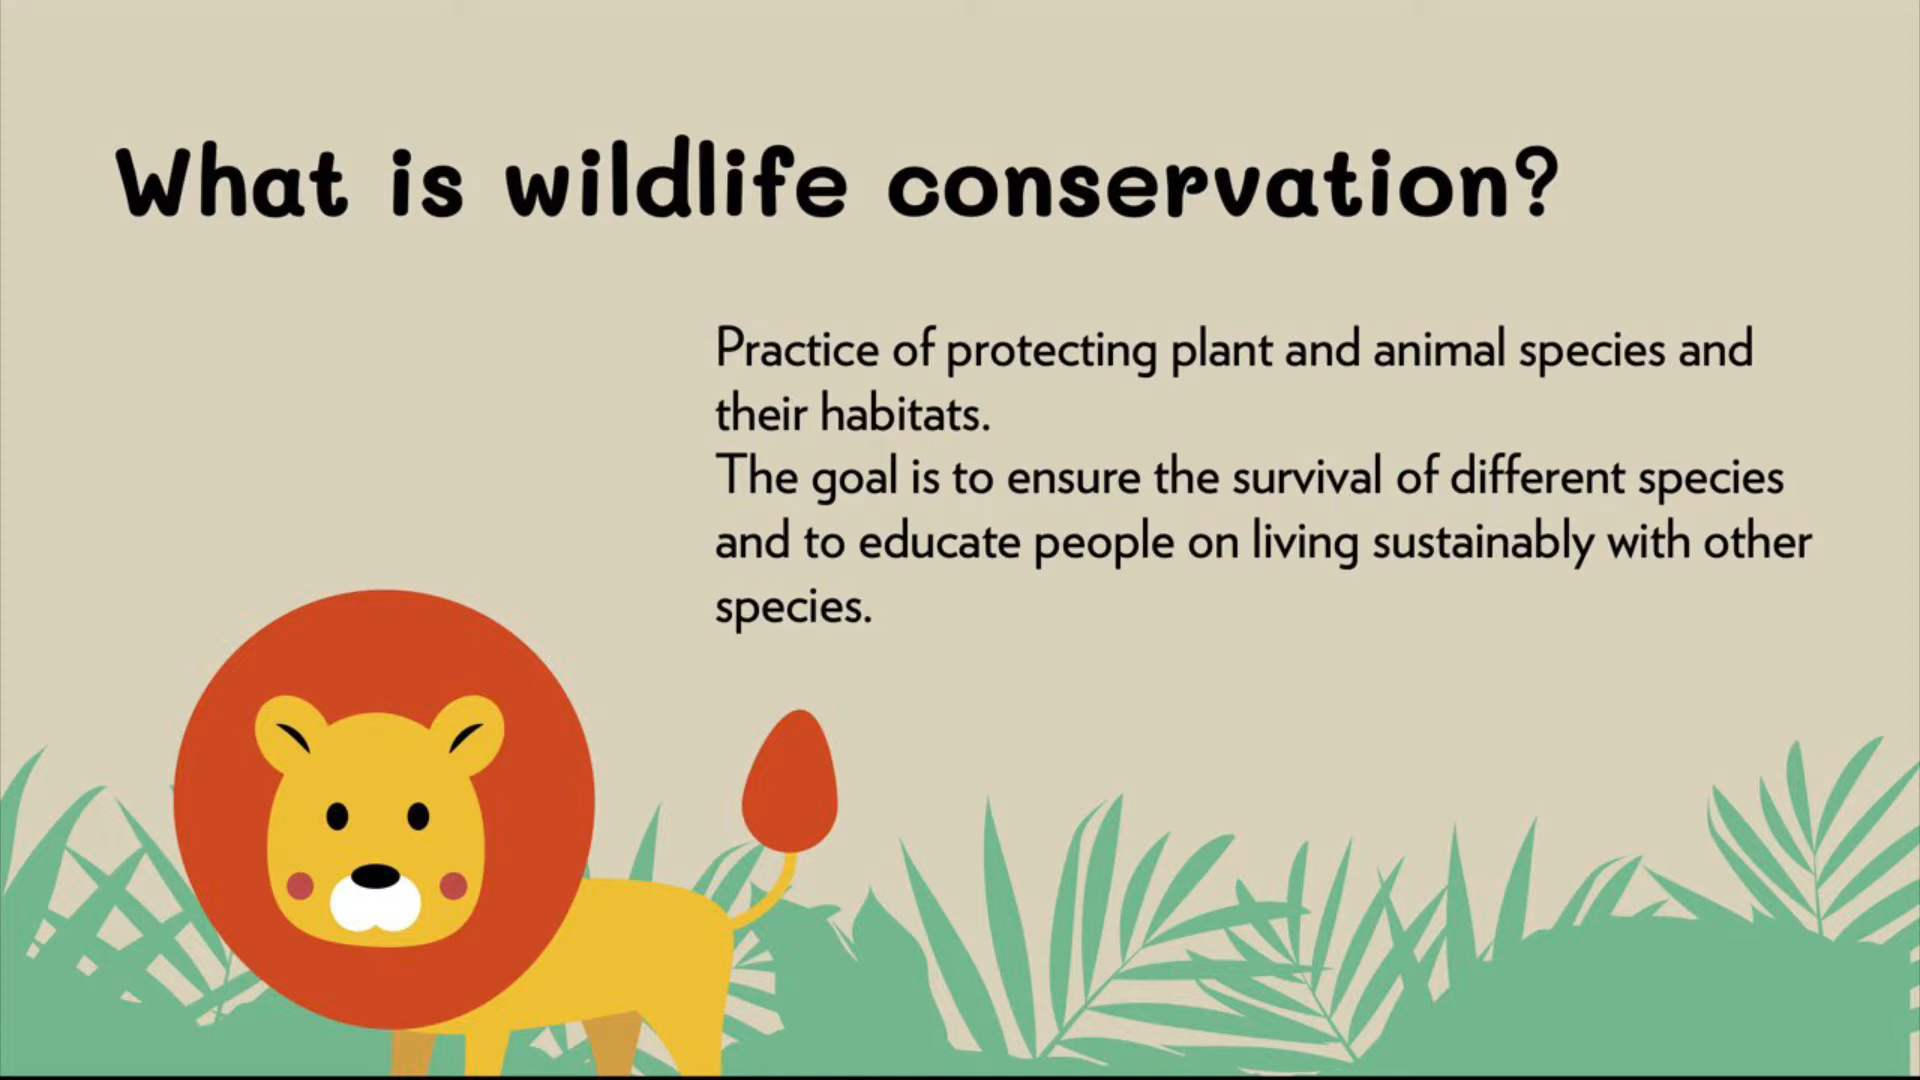 What is wildlife conservation?
Practice of protecting plant and animal species and
their habitats.
The goal is to ensure the survival of different species
and to educate people on living sustainably with other
species.